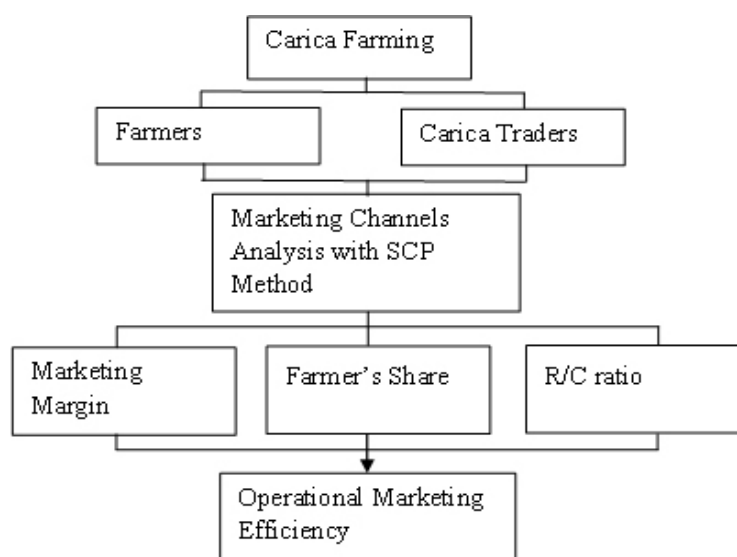 Carica Farming
Farmers
Carica Traders
Marketing Channels
Analysis with SCP
Method
Marketing
Margin
Farmer's Share
R/C ratio
Operational Marketing
Efficiency